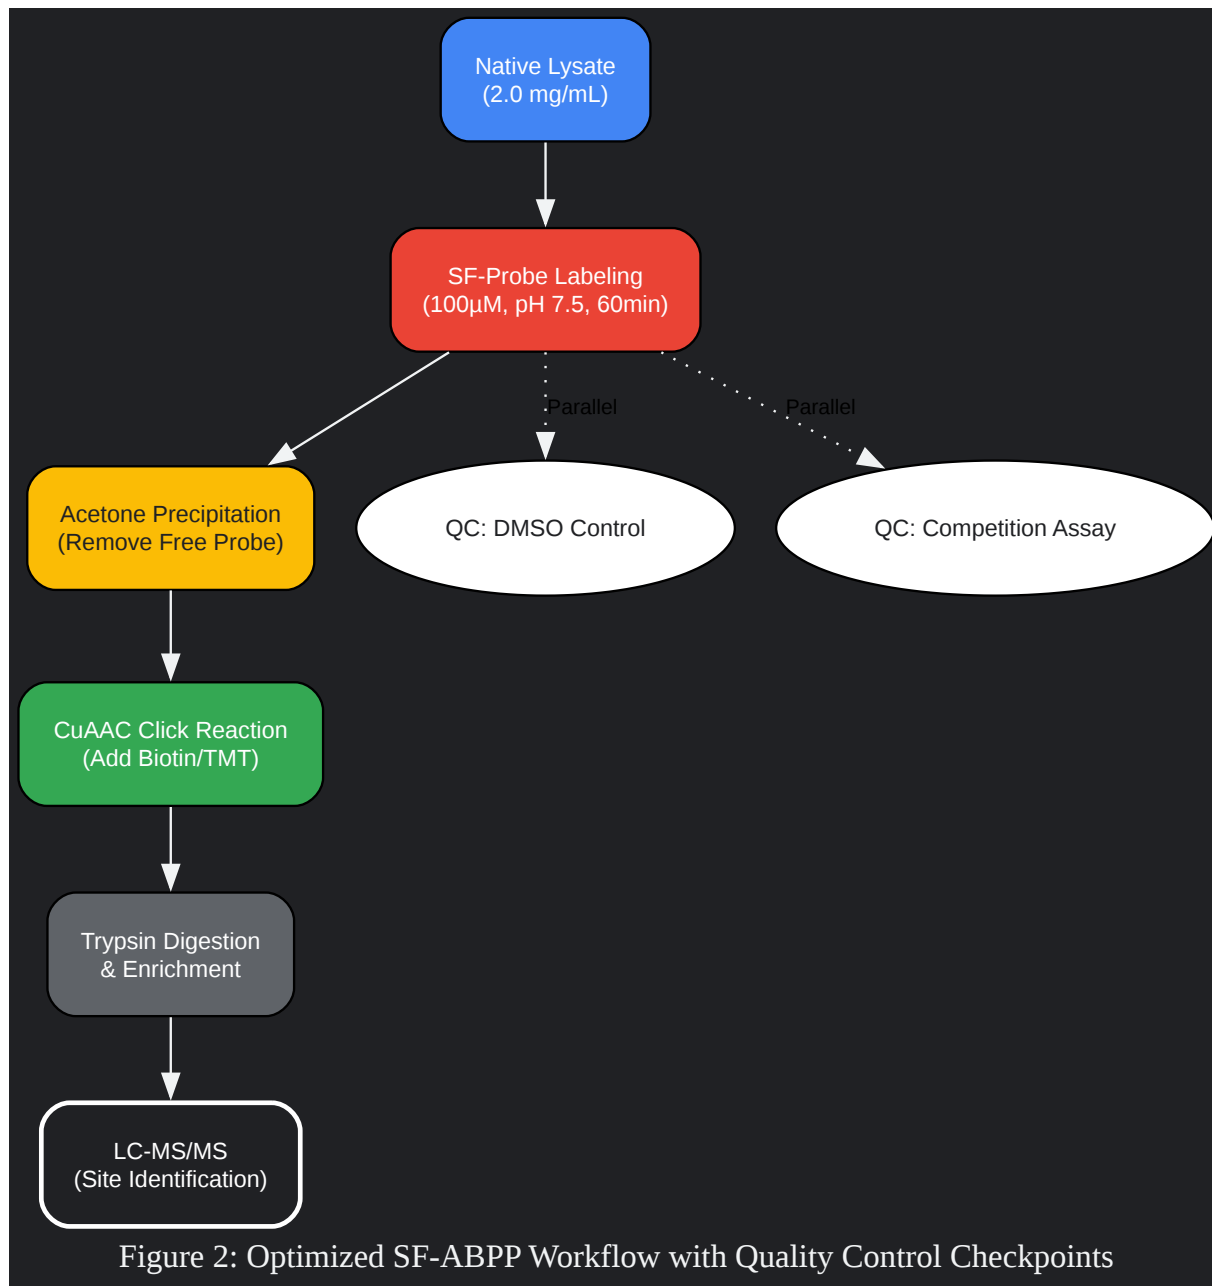 Native Lysate
(2.0 mg/mL)
SF-Probe Labeling
(100µM, pH 7.5, 60min)
Parallel
Parallel
Acetone Precipitation
(Remove Free Probe)
QC: DMSO Control
QC: Competition Assay
CuAAC Click Reaction
(Add Biotin/TMT)
Trypsin Digestion
& Enrichment
LC-MS/MS
(Site Identification)
Figure 2: Optimized SF-ABPP Workflow with Quality Control Checkpoints